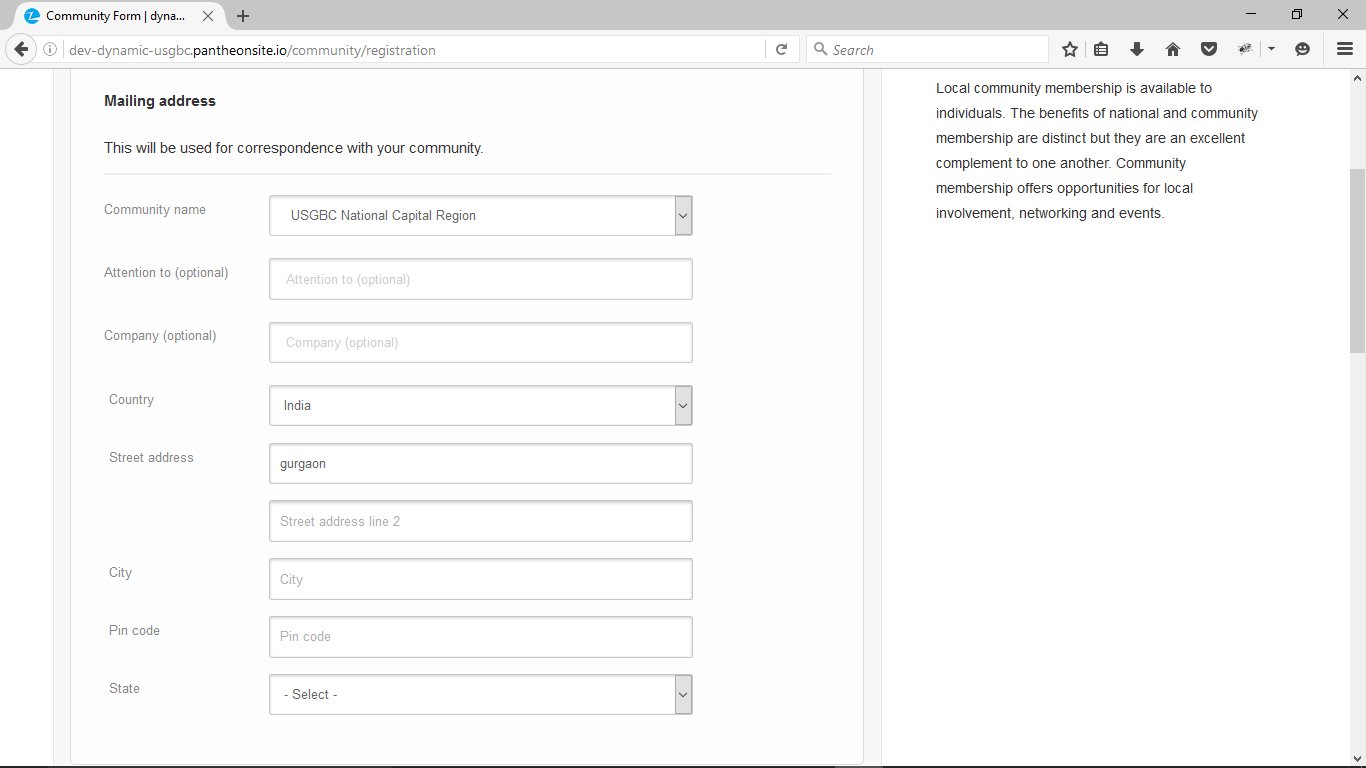 Community Form | dyna...
dev-dynamic-usgbc.pantheonsite.io/community/registration
Search
Mailing address
This will be used for correspondence with your community.
Community name
USGBC National Capital Region
Attention to (optional)
Attention to (optional)
Company (optional)
Company (optional)
Country
India
Street address
gurgaon
Street address line 2
City
City
Pin code
Pin code
State
- Select -
Local community membership is available to
individuals. The benefits of national and community
membership are distinct but they are an excellent
complement to one another. Community
membership offers opportunities for local
involvement, networking and events.